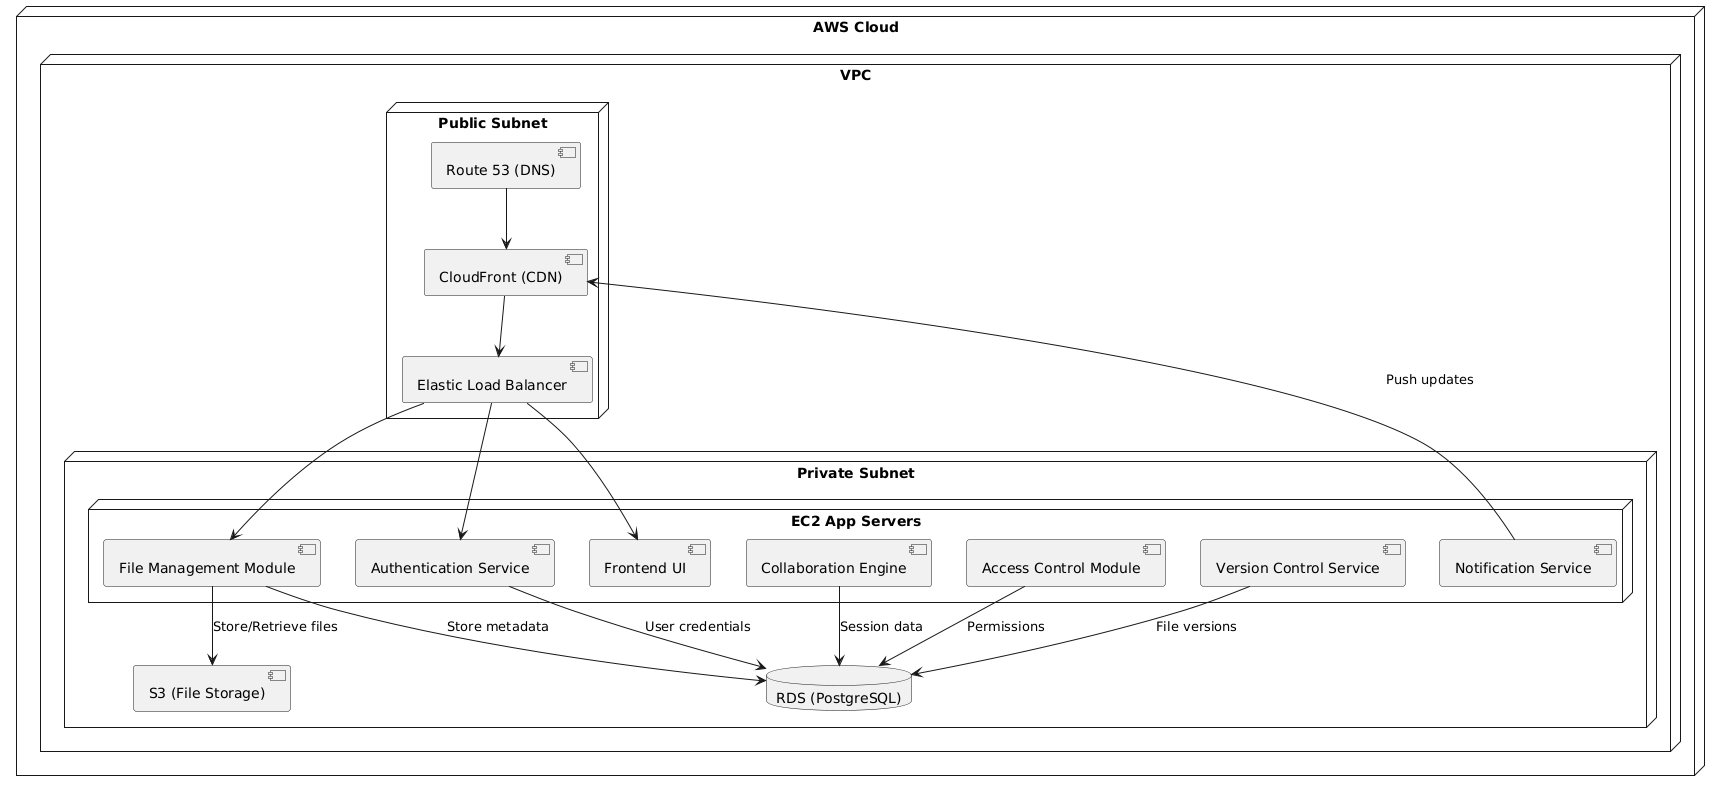 AWS Cloud
VPC
Public Subnet
Route 53 (DNS)
CloudFront (CDN)
Elastic Load Balancer
Push updates
Private Subnet
EC2 App Servers
File Management Module
Authentication Service
Frontend UI
Collaboration Engine
Access Control Module
Version Control Service
Notification Service
Store/Retrieve files
Store metadata
User credentials
Session data
Permissions
File versions
S3 (File Storage)
RDS (PostgreSQL)